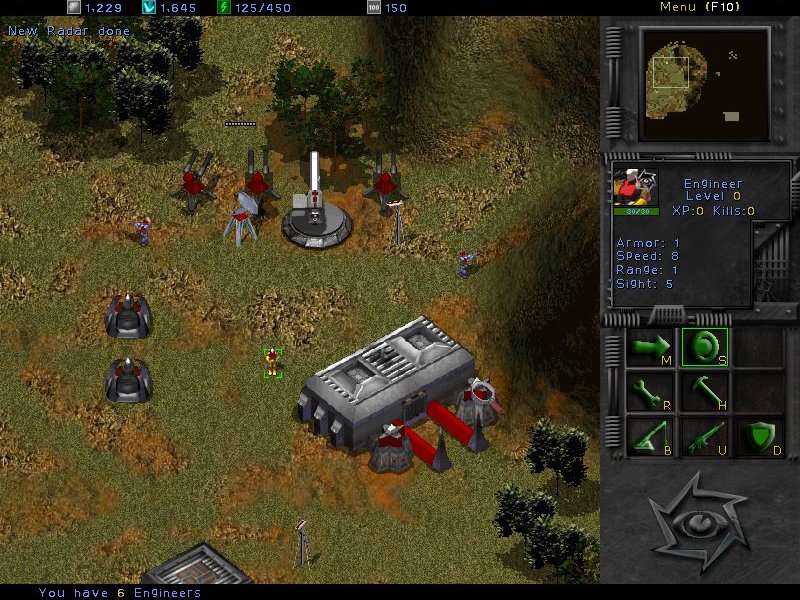 1,229 1,645 125/450 100 150 Menu (F10)
New Radar done
Engineer
Level 0
XP:0 Kills:0
30/30
Armor: 1
Speed: 8
Range: 1
Sight: 5
M S
R H
B U D
You have 6 Engineers